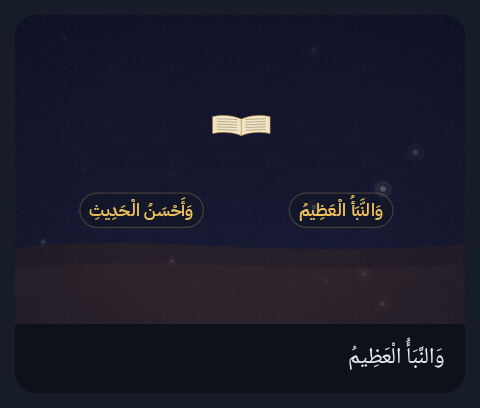 وَالنَّبَأُ الْعَظِيمُ
وَأَحْسَنُ الْحَدِيثِ
وَالنَّبَأُ الْعَظِيمُ